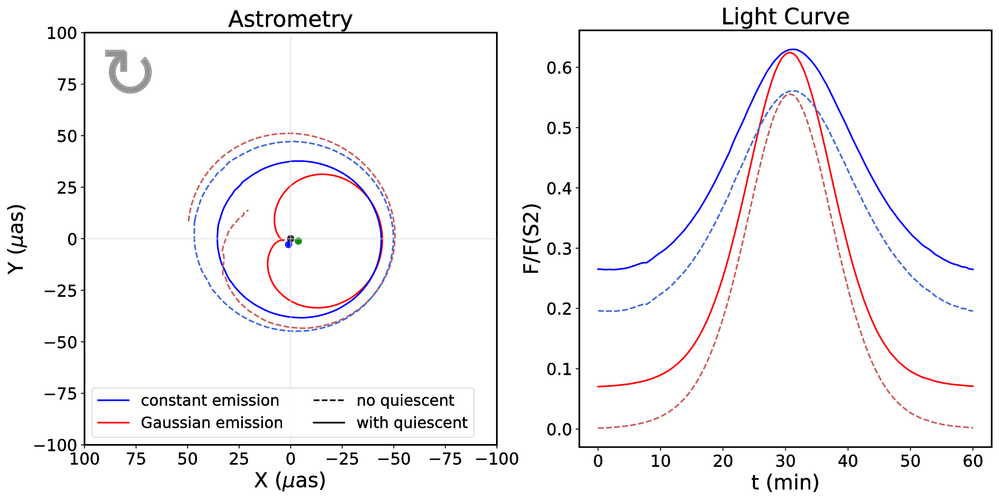 Astrometry
100
75
50
25
0
−25
−50
−75
−100
Y (μas)
constant emission
Gaussian emission
no quiescent
with quiescent
100 75 50 25 0 −25 −50 −75 −100
X (μas)
Light Curve
0.6
0.5
0.4
0.3
0.2
0.1
0.0
F/F(S2)
0 10 20 30 40 50 60
t (min)